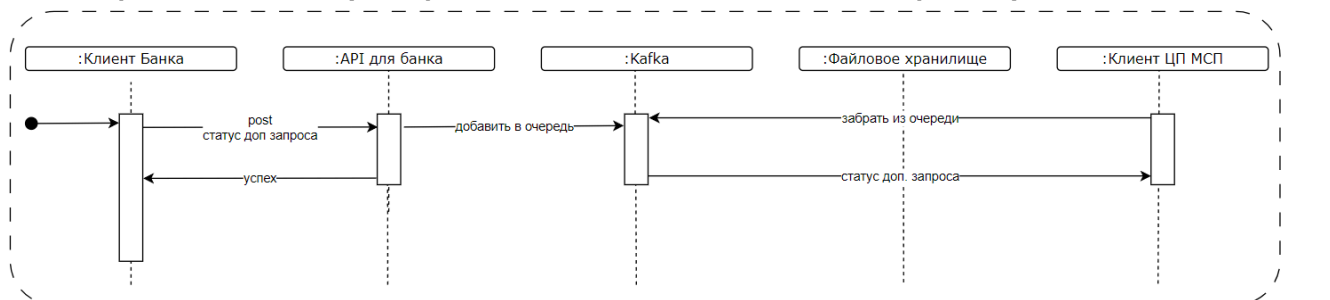 :Клиент Банка
:API для банка
:Kafka
:Файловое хранилище
:Клиент ЦП МСП
post
статус доп запроса
добавить в очередь
забрать из очереди
успех
статус доп. запроса